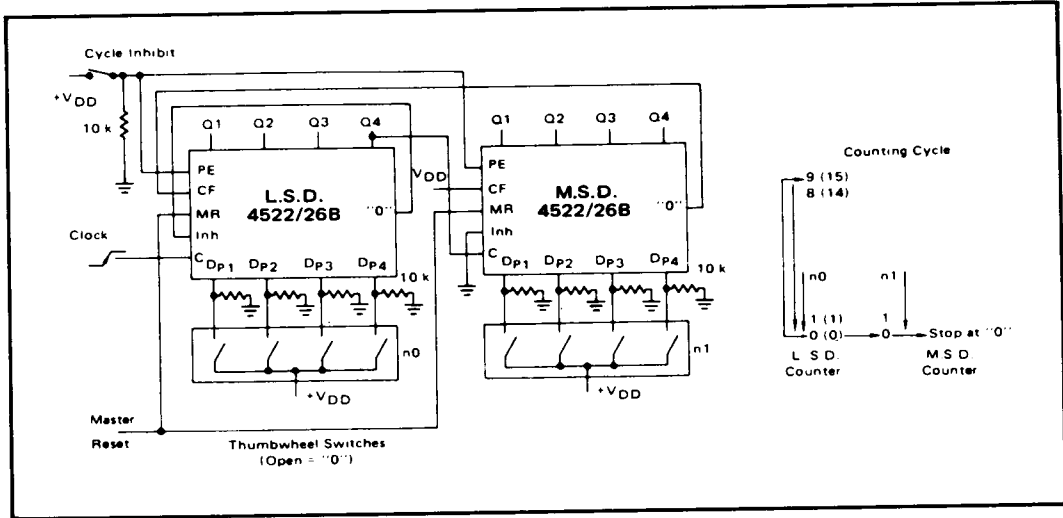 Cycle Inhibit
+VDD
10 k
Q1 Q2 Q3 Q4
PE
CF
MR
Inh
C
L.S.D.
4522/26B
"0"
DP1 DP2 DP3 DP4
10 k
Clock
n0
+VDD
Master
Reset
Thumbwheel Switches
(Open = "0")
Q1 Q2 Q3 Q4
VDD
PE
CF
MR
Inh
C
M.S.D.
4522/26B
"0"
DP1 DP2 DP3 DP4
10 k
n1
+VDD
Counting Cycle
9 (15)
8 (14)
n0 n1
1 (1) 1
0 (0) 0 Stop at "0"
L.S.D. M.S.D.
Counter Counter